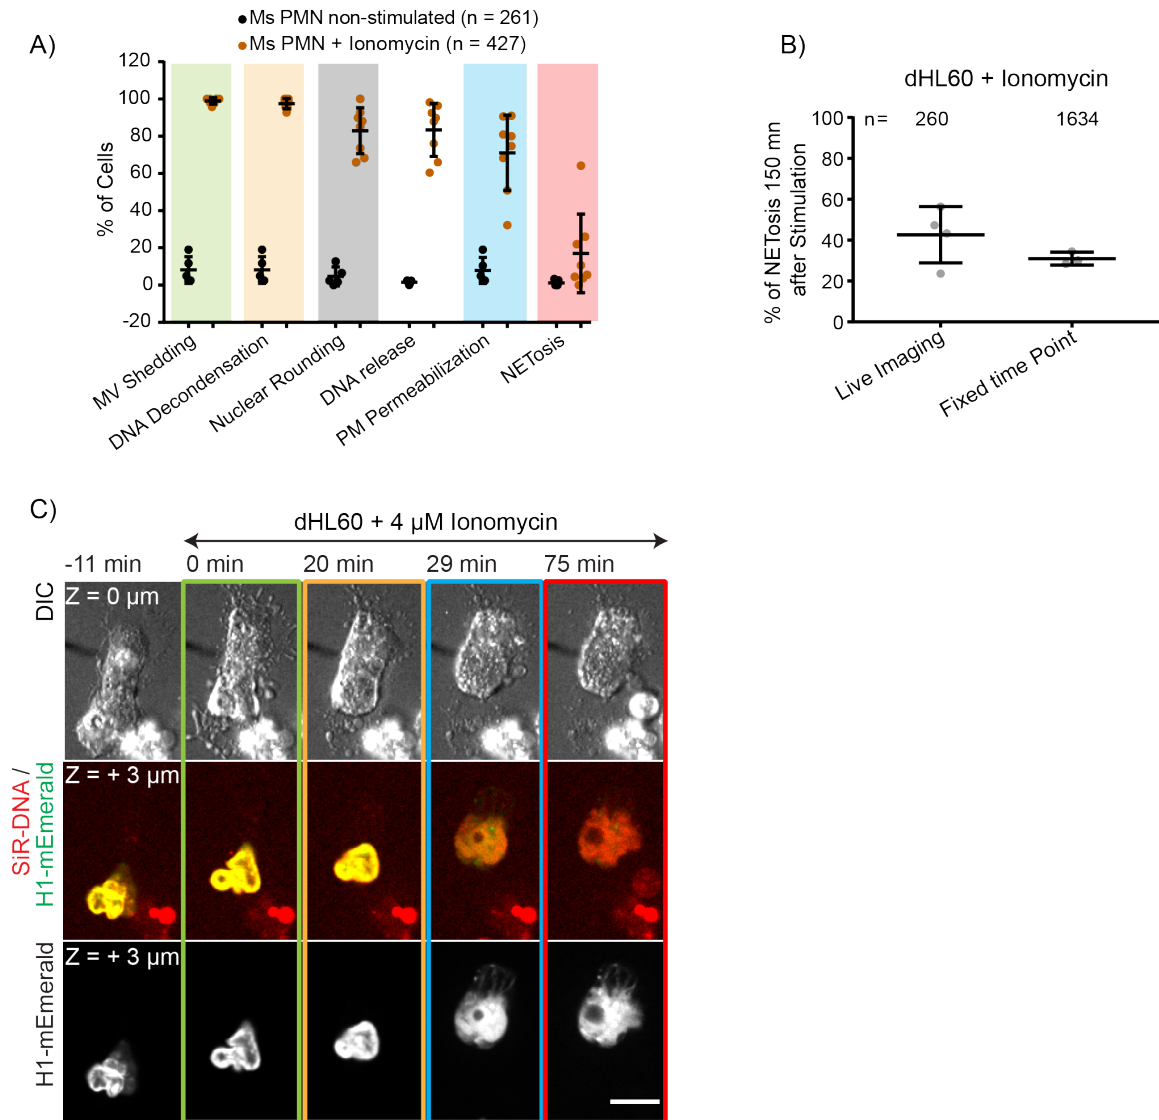 A)
Ms PMN non-stimulated (n = 261)
Ms PMN + Ionomycin (n = 427)
% of Cells
120
100
80
60
40
20
0
-20
MV Shedding
DNA Decondensation
Nuclear Rounding
DNA release
PM Permeabilization
NETosis
B)
dHL60 + Ionomycin
% of NETosis 150 mn
after Stimulation
100
80
60
40
20
0
n= 260 1634
Live Imaging
Fixed time Point
C)
dHL60 + 4 µM Ionomycin
-11 min 0 min 20 min 29 min 75 min
DIC
Z = 0 µm
SiR-DNA /
H1-mEmerald
Z = + 3 µm
H1-mEmerald
Z = + 3 µm